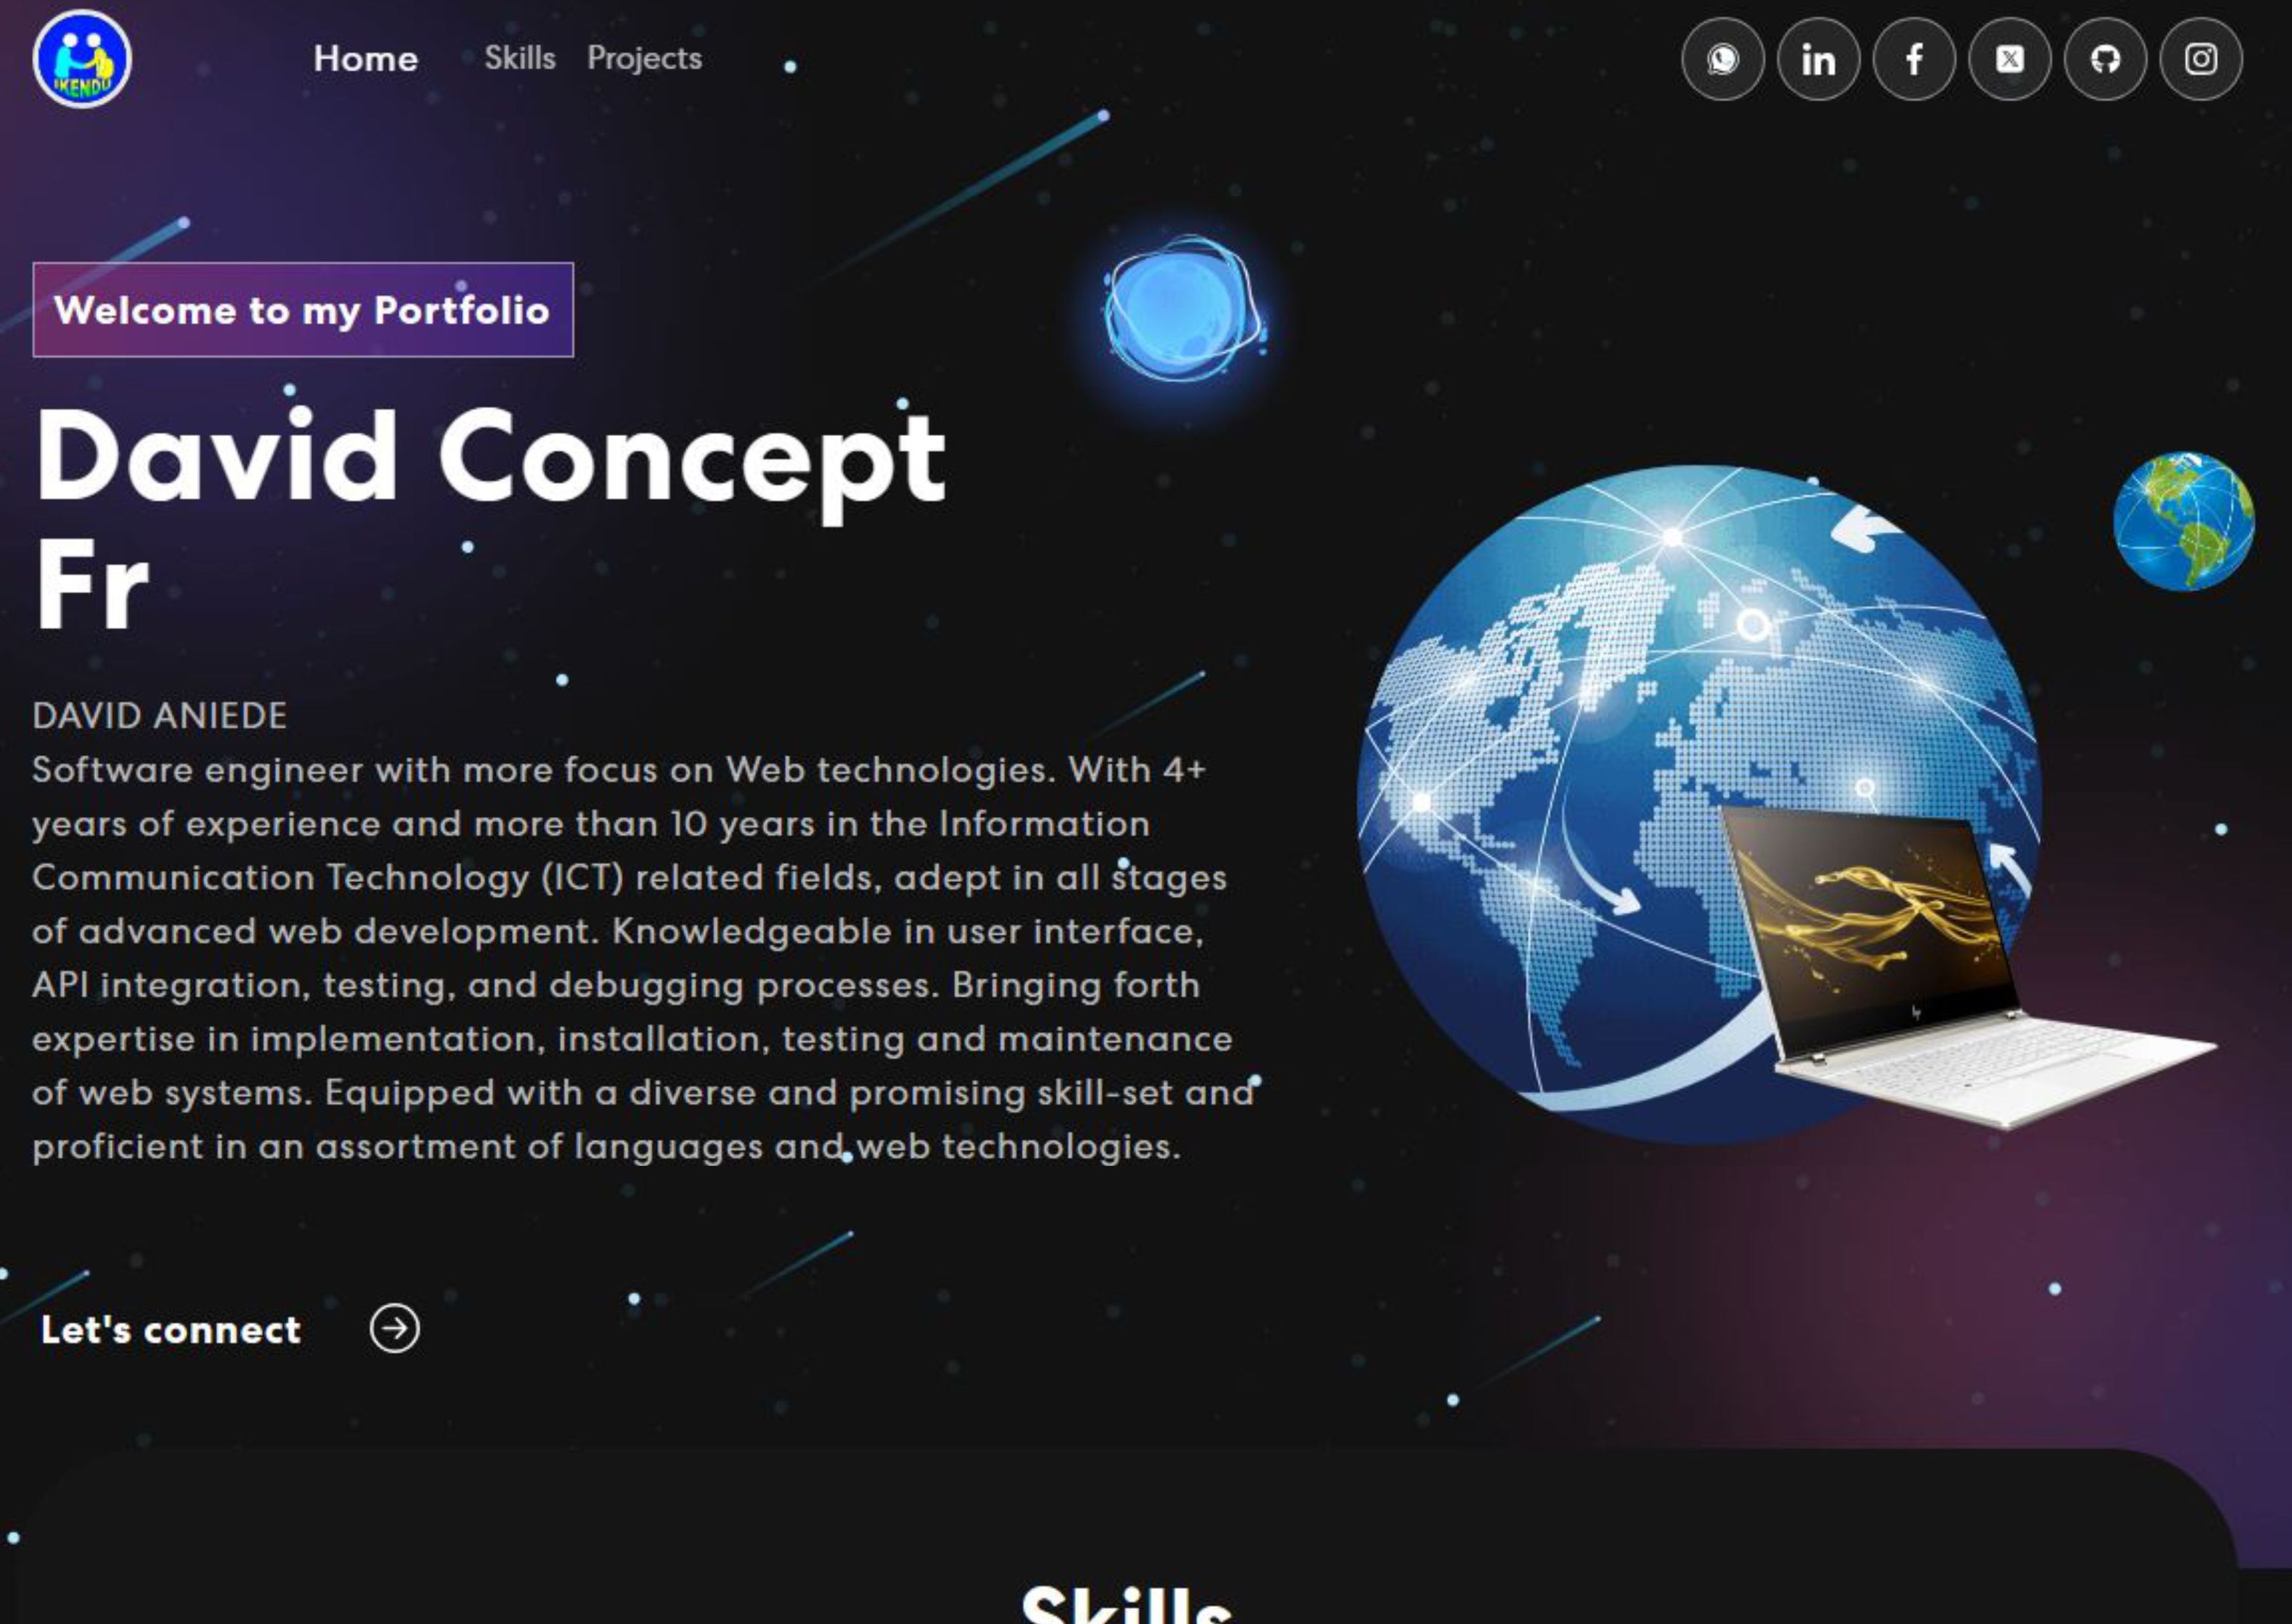 IKENDU
Home
Skills
Projects
in
f
X
Welcome to my Portfolio
David Concept
Fr
DAVID ANIEDE
Software engineer with more focus on Web technologies. With 4+
years of experience and more than 10 years in the Information
Communication Technology (ICT) related fields, adept in all stages
of advanced web development. Knowledgeable in user interface,
API integration, testing, and debugging processes. Bringing forth
expertise in implementation, installation, testing and maintenance
of web systems. Equipped with a diverse and promising skill-set and
proficient in an assortment of languages and web technologies.
hp
Let's connect
Skills